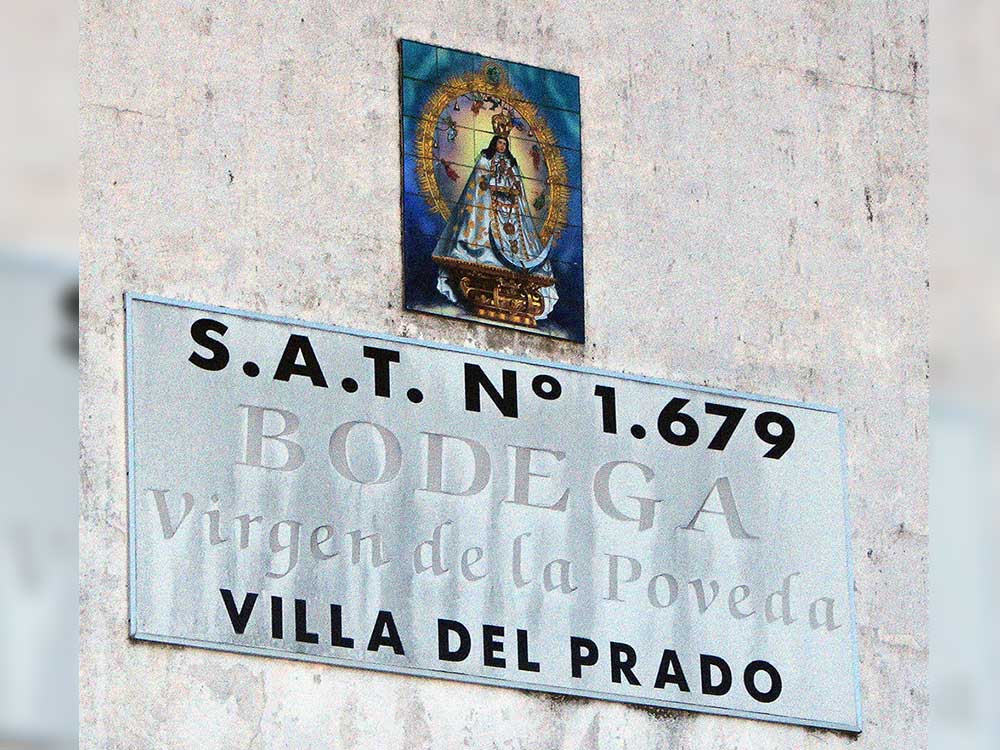 S.A.T. Nº 1.679
BODEGA
Virgen de la Poveda
VILLA DEL PRADO